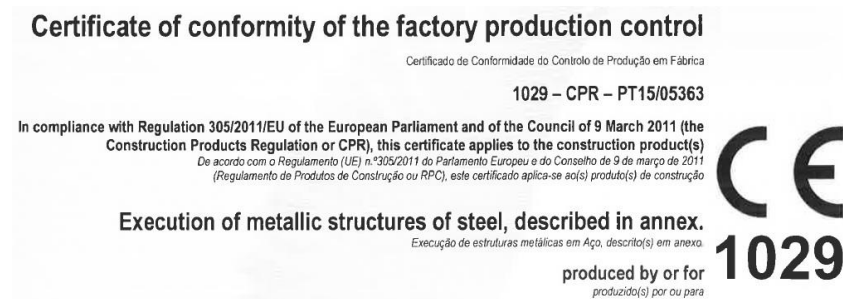 Certificate of conformity of the factory production control
Certificado de Conformidade do Controlo de Produção em Fábrica
1029 – CPR – PT15/05363
In compliance with Regulation 305/2011/EU of the European Parliament and of the Council of 9 March 2011 (the
Construction Products Regulation or CPR), this certificate applies to the construction product(s)
De acordo com o Regulamento (UE) n.º305/2011 do Parlamento Europeu e do Conselho de 9 de março de 2011
(Regulamento de Produtos de Construção ou RPC), este certificado aplica-se ao(s) produto(s) de construção
CE
Execution of metallic structures of steel, described in annex.
Execução de estruturas metálicas em Aço, descrito(s) em anexo.
1029
produced by or for
produzido(s) por ou para